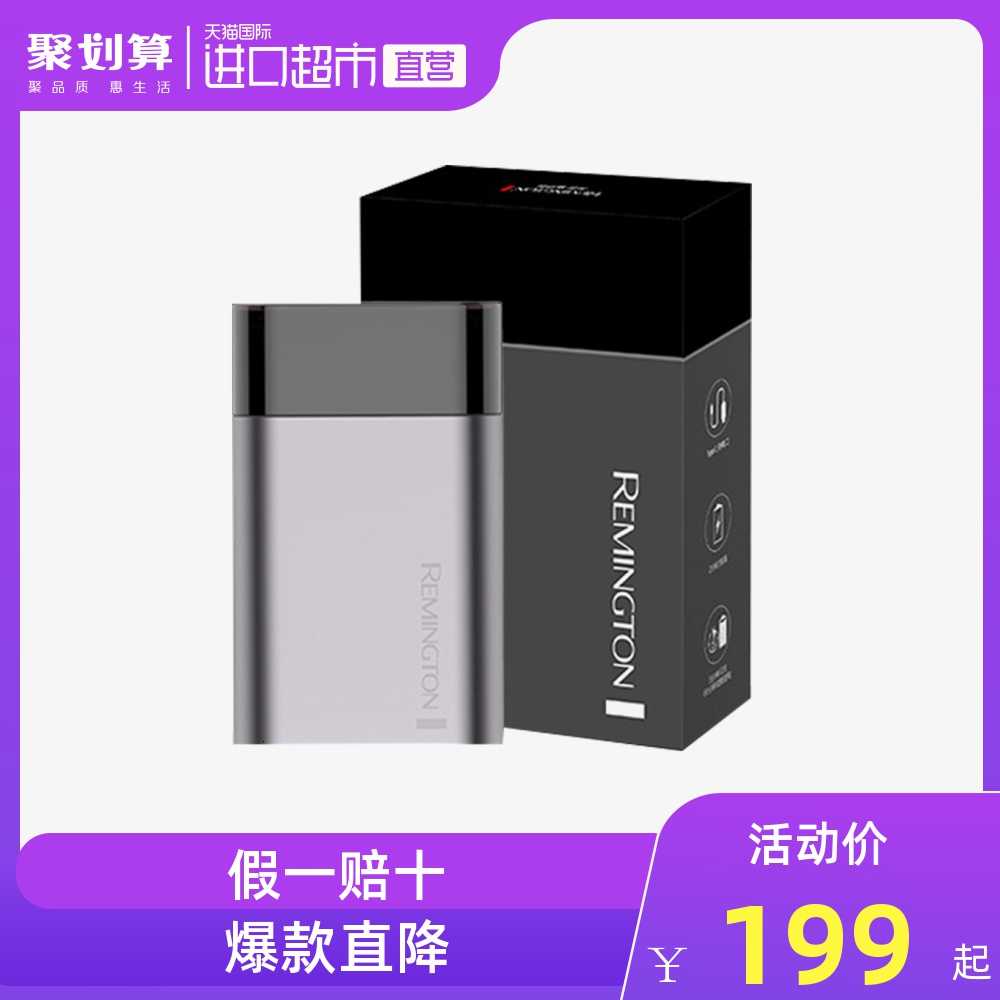 聚划算
聚品质 惠生活
天猫国际
进口超市 直营
REMINGTON
REMINGTON
REMINGTON
假一赔十
爆款直降
活动价
¥ 199 起